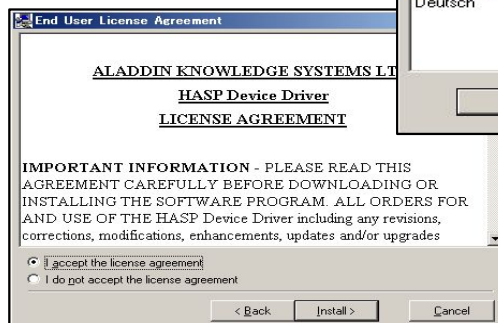 Deutsch
End User License Agreement
ALADDIN KNOWLEDGE SYSTEMS
HASP Device Driver
LICENSE AGREEMENT
IMPORTANT INFORMATION - PLEASE READ THIS
AGREEMENT CAREFULLY BEFORE DOWNLOADING OR
INSTALLING THE SOFTWARE PROGRAM. ALL ORDERS FOR
AND USE OF THE HASP Device Driver including any revisions,
corrections, modifications, enhancements, updates and/or upgrades
I accept the license agreement
I do not accept the license agreement
< Back Install > Cancel